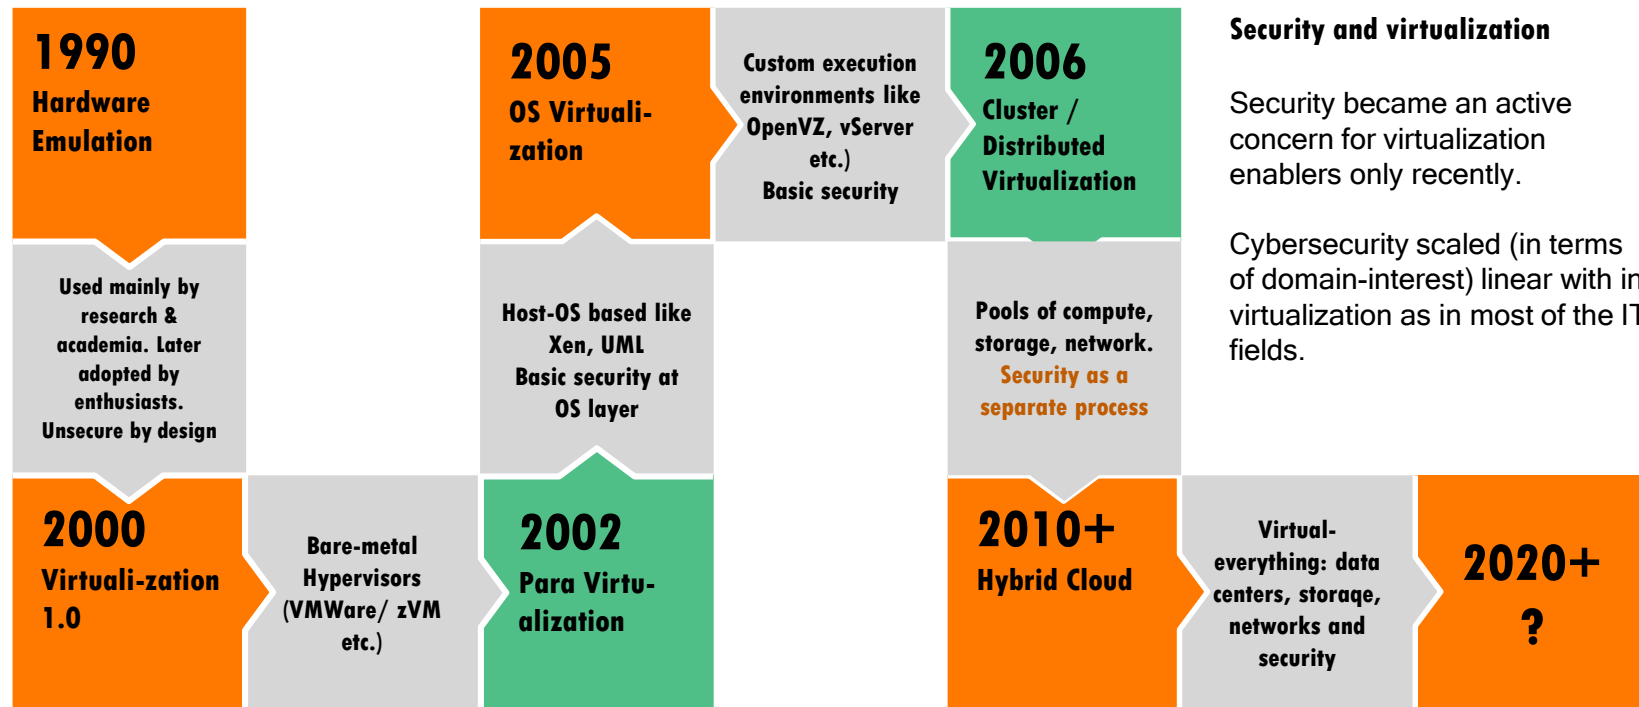 1990
Hardware
Emulation
Used mainly by
research &
academia. Later
adopted by
enthusiasts.
Unsecure by design
2000
Virtuali-zation
1.0
Bare-metal
Hypervisors
(VMWare/ zVM
etc.)
2002
Para Virtu-
alization
Host-OS based like
Xen, UML
Basic security at
OS layer
2005
OS Virtuali-
zation
Custom execution
environments like
OpenVZ, vServer
etc.)
Basic security
2006
Cluster /
Distributed
Virtualization
Pools of compute,
storage, network.
Security as a
separate process
2010+
Hybrid Cloud
Virtual-
everything: data
centers, storage,
networks and
security
2020+
?
Security and virtualization
Security became an active
concern for virtualization
enablers only recently.
Cybersecurity scaled (in terms
of domain-interest) linear with in
virtualization as in most of the IT
fields.